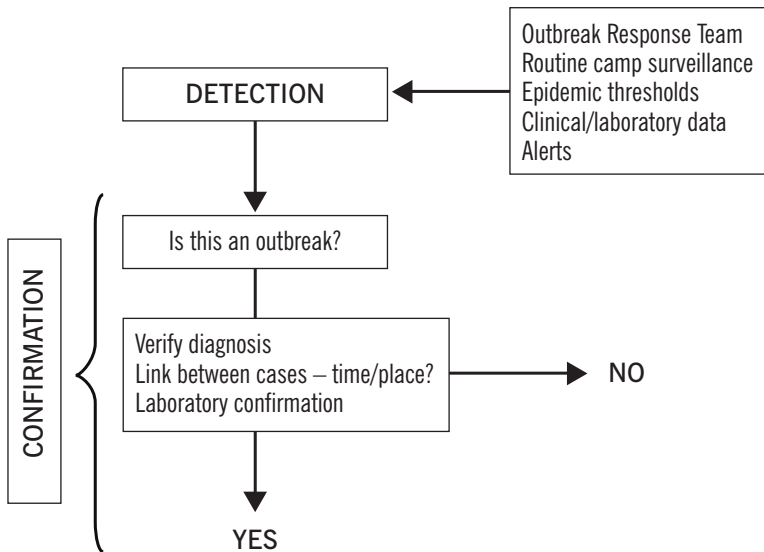 Outbreak Response Team
Routine camp surveillance
Epidemic thresholds
Clinical/laboratory data
Alerts
DETECTION
Is this an outbreak?
CONFIRMATION
Verify diagnosis
Link between cases – time/place?
Laboratory confirmation
NO
YES